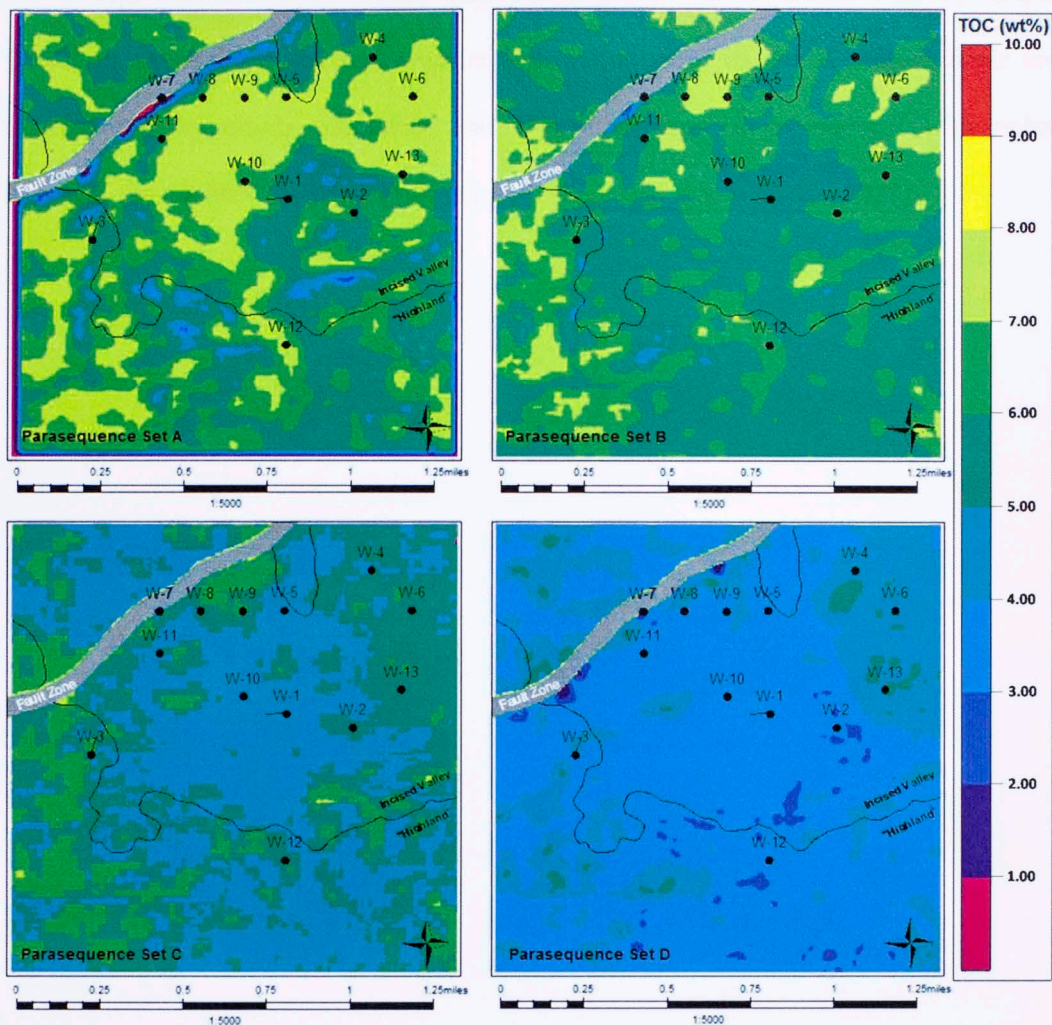 TOC (wt%)
10.00
9.00
8.00
7.00
6.00
5.00
4.00
3.00
2.00
1.00
W-4
W-7
W-8
W-9
W-5
W-6
W-11
W-10
W-13
W-1
W-2
Fault Zone
W-3
Incised Valley
Highland
W-12
Parasequence Set A
0 0.25 0.5 0.75 1 1.25miles
1:5000
W-4
W-7
W-8
W-9
W-5
W-6
W-11
W-10
W-13
W-1
W-2
Fault Zone
W-3
Incised Valley
Highland
W-12
Parasequence Set B
0 0.25 0.5 0.75 1 1.25miles
1:5000
W-4
W-7
W-8
W-9
W-5
W-6
W-11
W-10
W-13
W-1
W-2
Fault Zone
W-3
Incised Valley
Highland
W-12
Parasequence Set C
0 0.25 0.5 0.75 1 1.25miles
1:5000
W-4
W-7
W-8
W-9
W-5
W-6
W-11
W-10
W-13
W-1
W-2
Fault Zone
W-3
Incised Valley
Highland
W-12
Parasequence Set D
0 0.25 0.5 0.75 1 1.25miles
1:5000